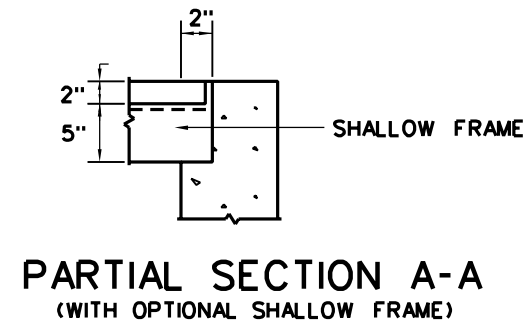 2"
2"
5"
SHALLOW FRAME
PARTIAL SECTION A-A
(WITH OPTIONAL SHALLOW FRAME)